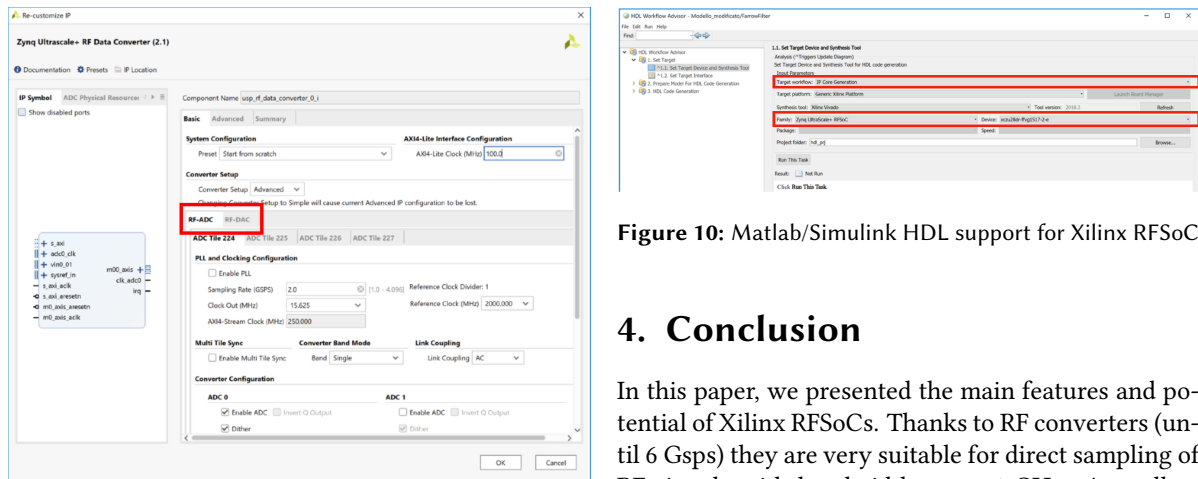 Re-customize IP
Zynq Ultrascale+ RF Data Converter (2.1)
Documentation Presets IP Location
IP Symbol ADC Physical Resources
Show disabled ports
s_axi
adc0_clk
vin0_01
sysref_in
s_axi_aclk
s_axi_aresetn
m0_axis_aresetn
m0_axis_aclk
m00_axis
clk_adc0
irq
Component Name usp_rf_data_converter_0_i
Basic Advanced Summary
System Configuration AXI4-Lite Interface Configuration
Preset Start from scratch AXI4-Lite Clock (MHz) 100.0
Converter Setup
Converter Setup Advanced
Changing Converter Setup to Simple will cause current Advanced IP configuration to be lost.
RF-ADC RF-DAC
ADC Tile 224 ADC Tile 225 ADC Tile 226 ADC Tile 227
PLL and Clocking Configuration
Enable PLL
Sampling Rate (GSPS) 2.0 [1.0 - 4.096] Reference Clock Divider: 1
Clock Out (MHz) 15.625 Reference Clock (MHz) 2000.000
AXI4-Stream Clock (MHz) 250.000
Multi Tile Sync Converter Band Mode Link Coupling
Enable Multi Tile Sync Band Single Link Coupling AC
Converter Configuration
ADC 0 ADC 1
Enable ADC Invert Q Output Enable ADC Invert Q Output
Dither Dither
OK Cancel
HDL Workflow Advisor - Modello_modificato/FarrowFilter
File Edit Run Help
Find:
HDL Workflow Advisor
1. Set Target
^1.1. Set Target Device and Synthesis Tool
^1.2. Set Target Interface
2. Prepare Model For HDL Code Generation
3. HDL Code Generation
1.1. Set Target Device and Synthesis Tool
Analysis (^Triggers Update Diagram)
Set Target Device and Synthesis Tool for HDL code generation
Input Parameters
Target workflow: IP Core Generation
Target platform: Generic Xilinx Platform Launch Board Manager
Synthesis tool: Xilinx Vivado Tool version: 2018.2 Refresh
Family: Zynq UltraScale+ RFSoC Device: xczu28dr-ffvg1517-2-e
Package: Speed:
Project folder: hdl_prj Browse...
Run This Task
Result: Not Run
Click Run This Task.
Figure 10: Matlab/Simulink HDL support for Xilinx RFSoC
4. Conclusion
In this paper, we presented the main features and po-
tential of Xilinx RFSoCs. Thanks to RF converters (un-
til 6 Gsps) they are very suitable for direct sampling of